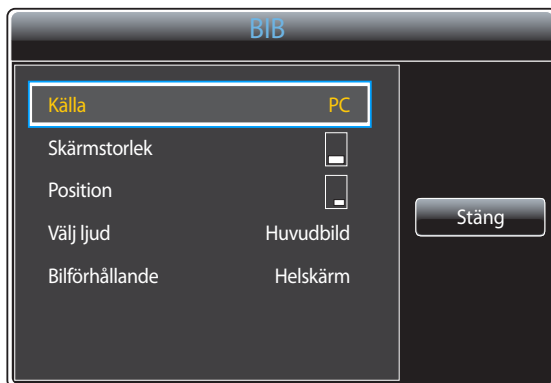 BIB
Källa PC
Skärmstorlek
Position
Välj ljud Huvudbild
Bilförhållande Helskärm
Stäng